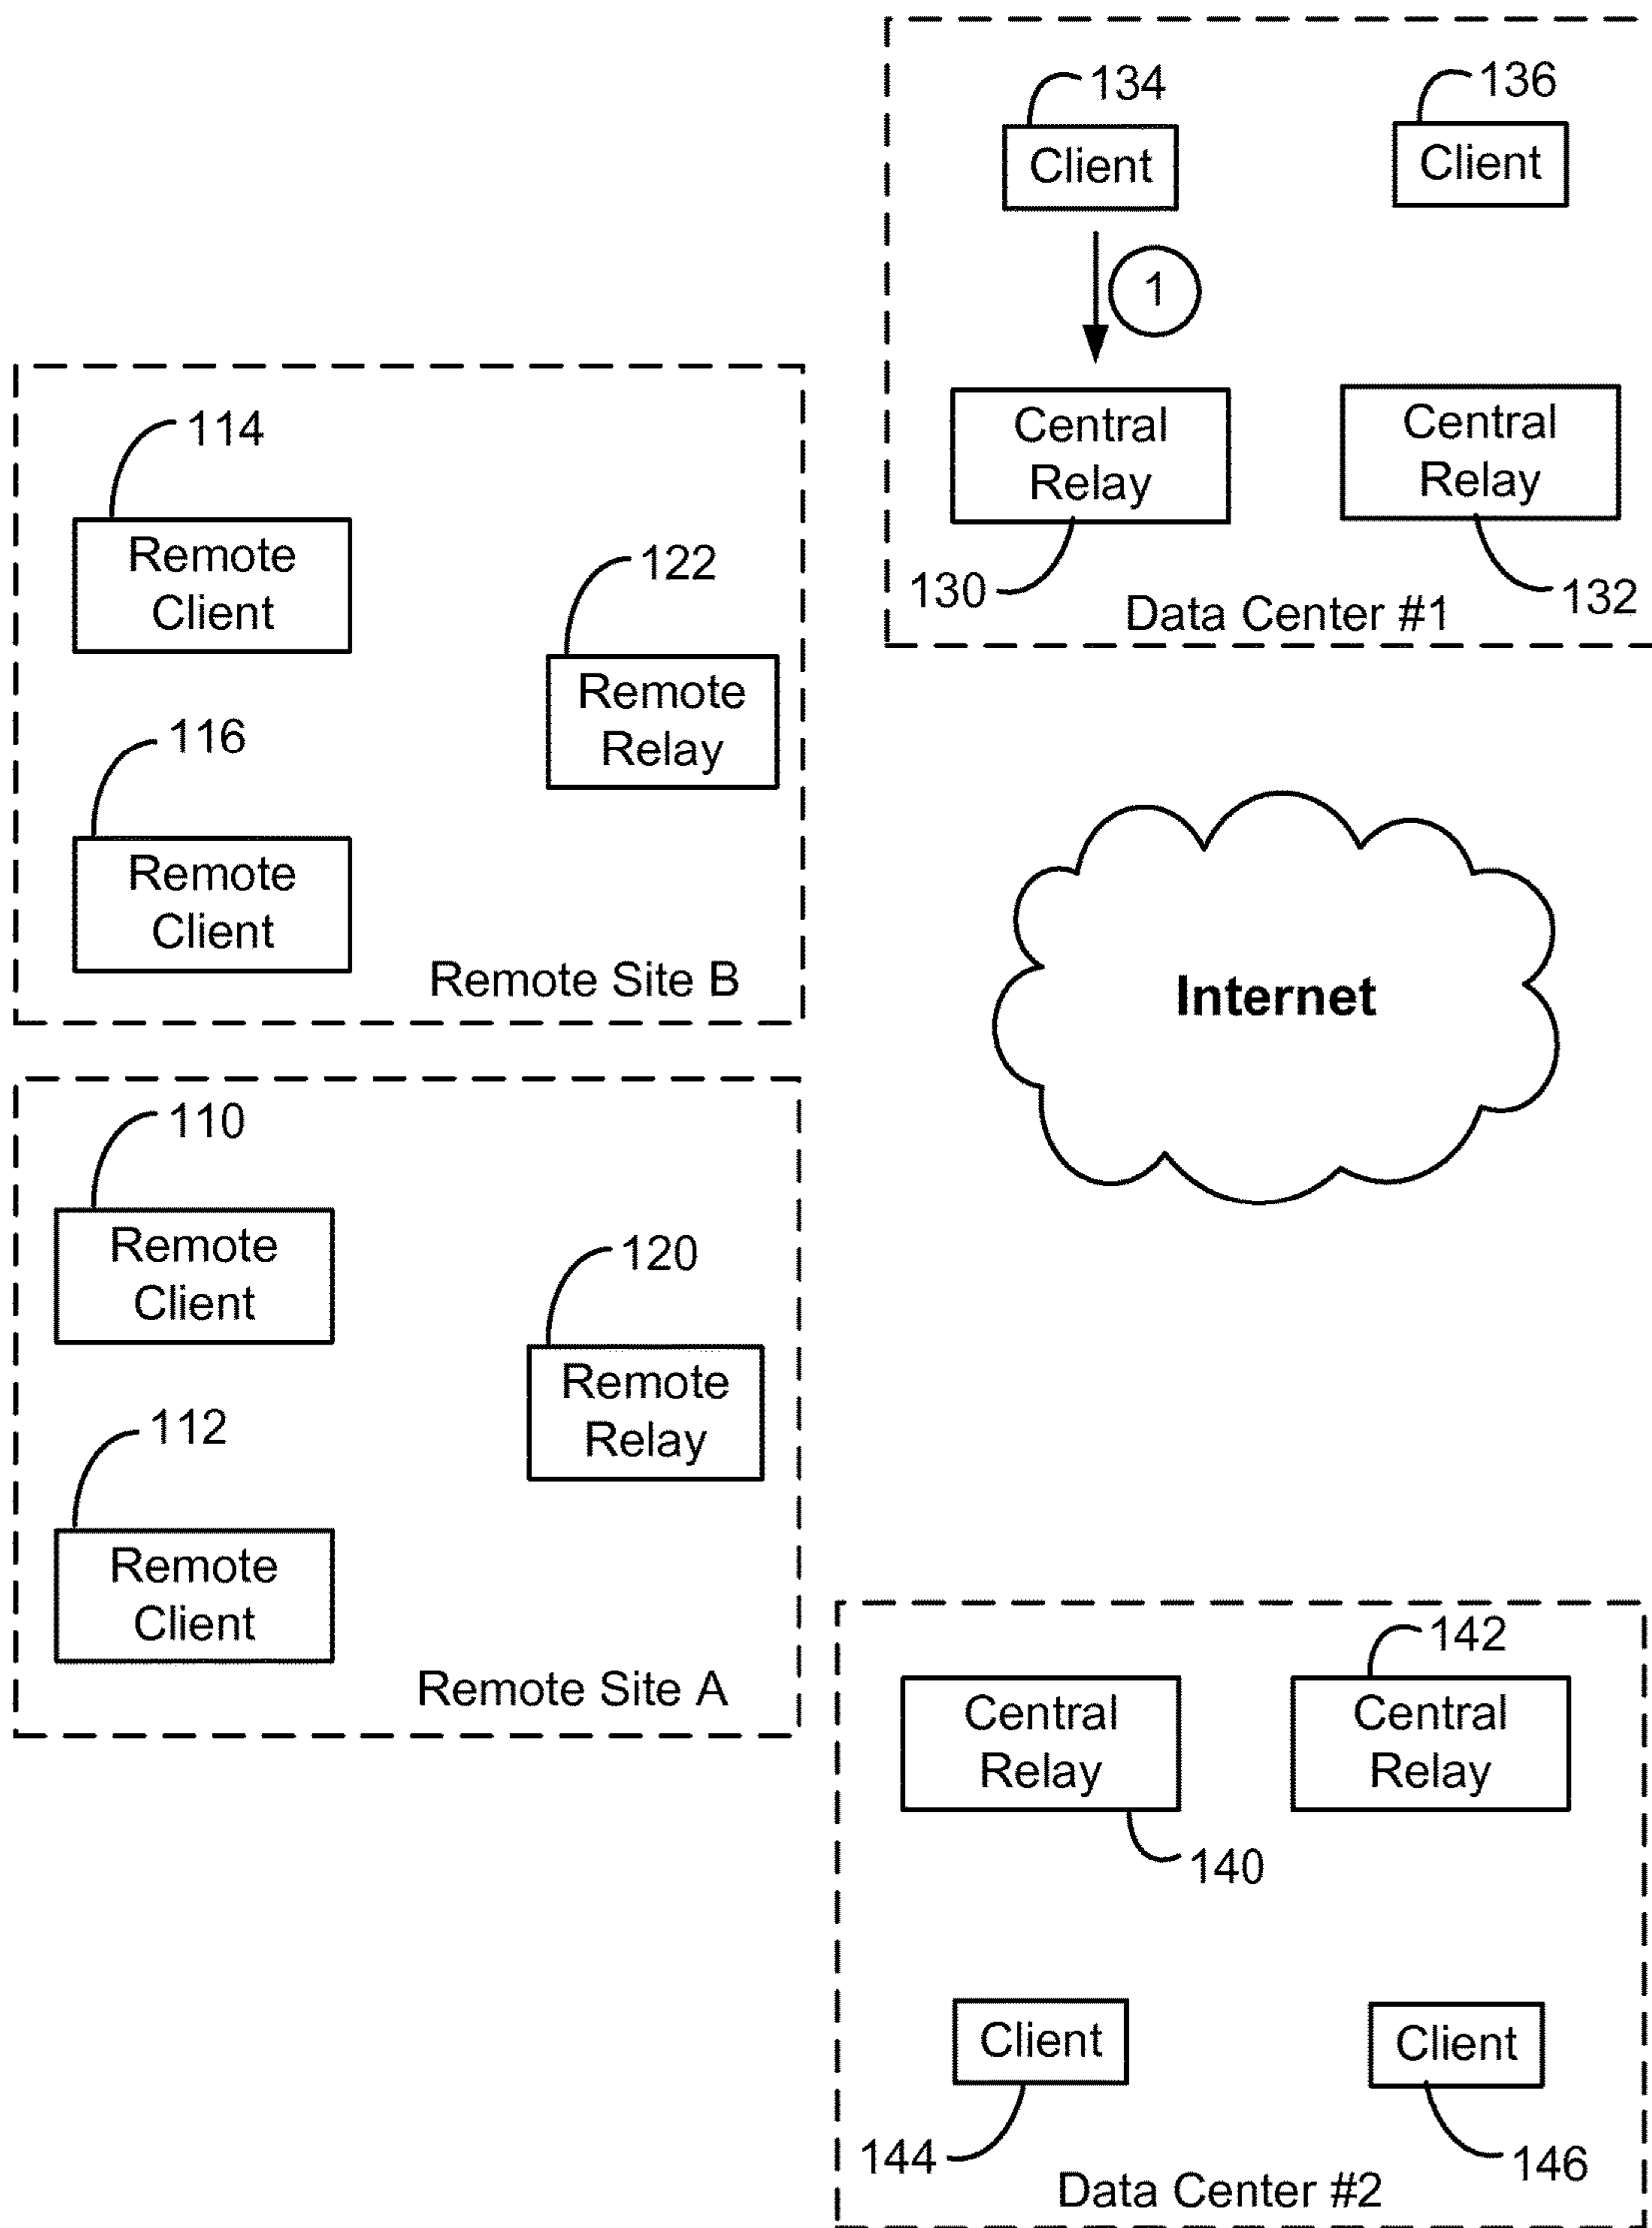 134
136
Client
Client
1
Central
Relay
Central
Relay
130
132
Data Center #1
114
Remote
Client
122
Remote
Relay
116
Remote
Client
Remote Site B
Internet
110
Remote
Client
120
Remote
Relay
112
Remote
Client
Remote Site A
142
Central
Relay
Central
Relay
140
Client
Client
144
146
Data Center #2